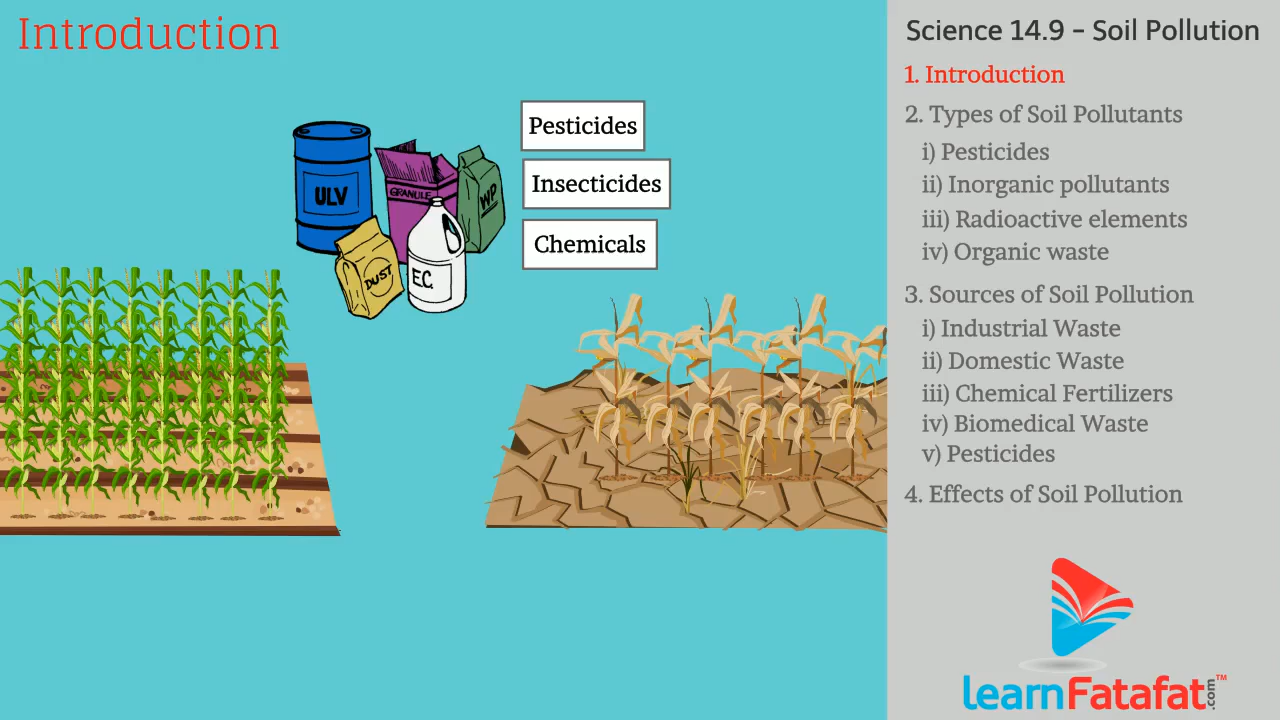 Introduction
Pesticides
Insecticides
Chemicals
ULV
GRANULE
WP
DUST
E.C.
Science 14.9 – Soil Pollution
1. Introduction
2. Types of Soil Pollutants
i) Pesticides
ii) Inorganic pollutants
iii) Radioactive elements
iv) Organic waste
3. Sources of Soil Pollution
i) Industrial Waste
ii) Domestic Waste
iii) Chemical Fertilizers
iv) Biomedical Waste
v) Pesticides
4. Effects of Soil Pollution
learnFatafat.com™